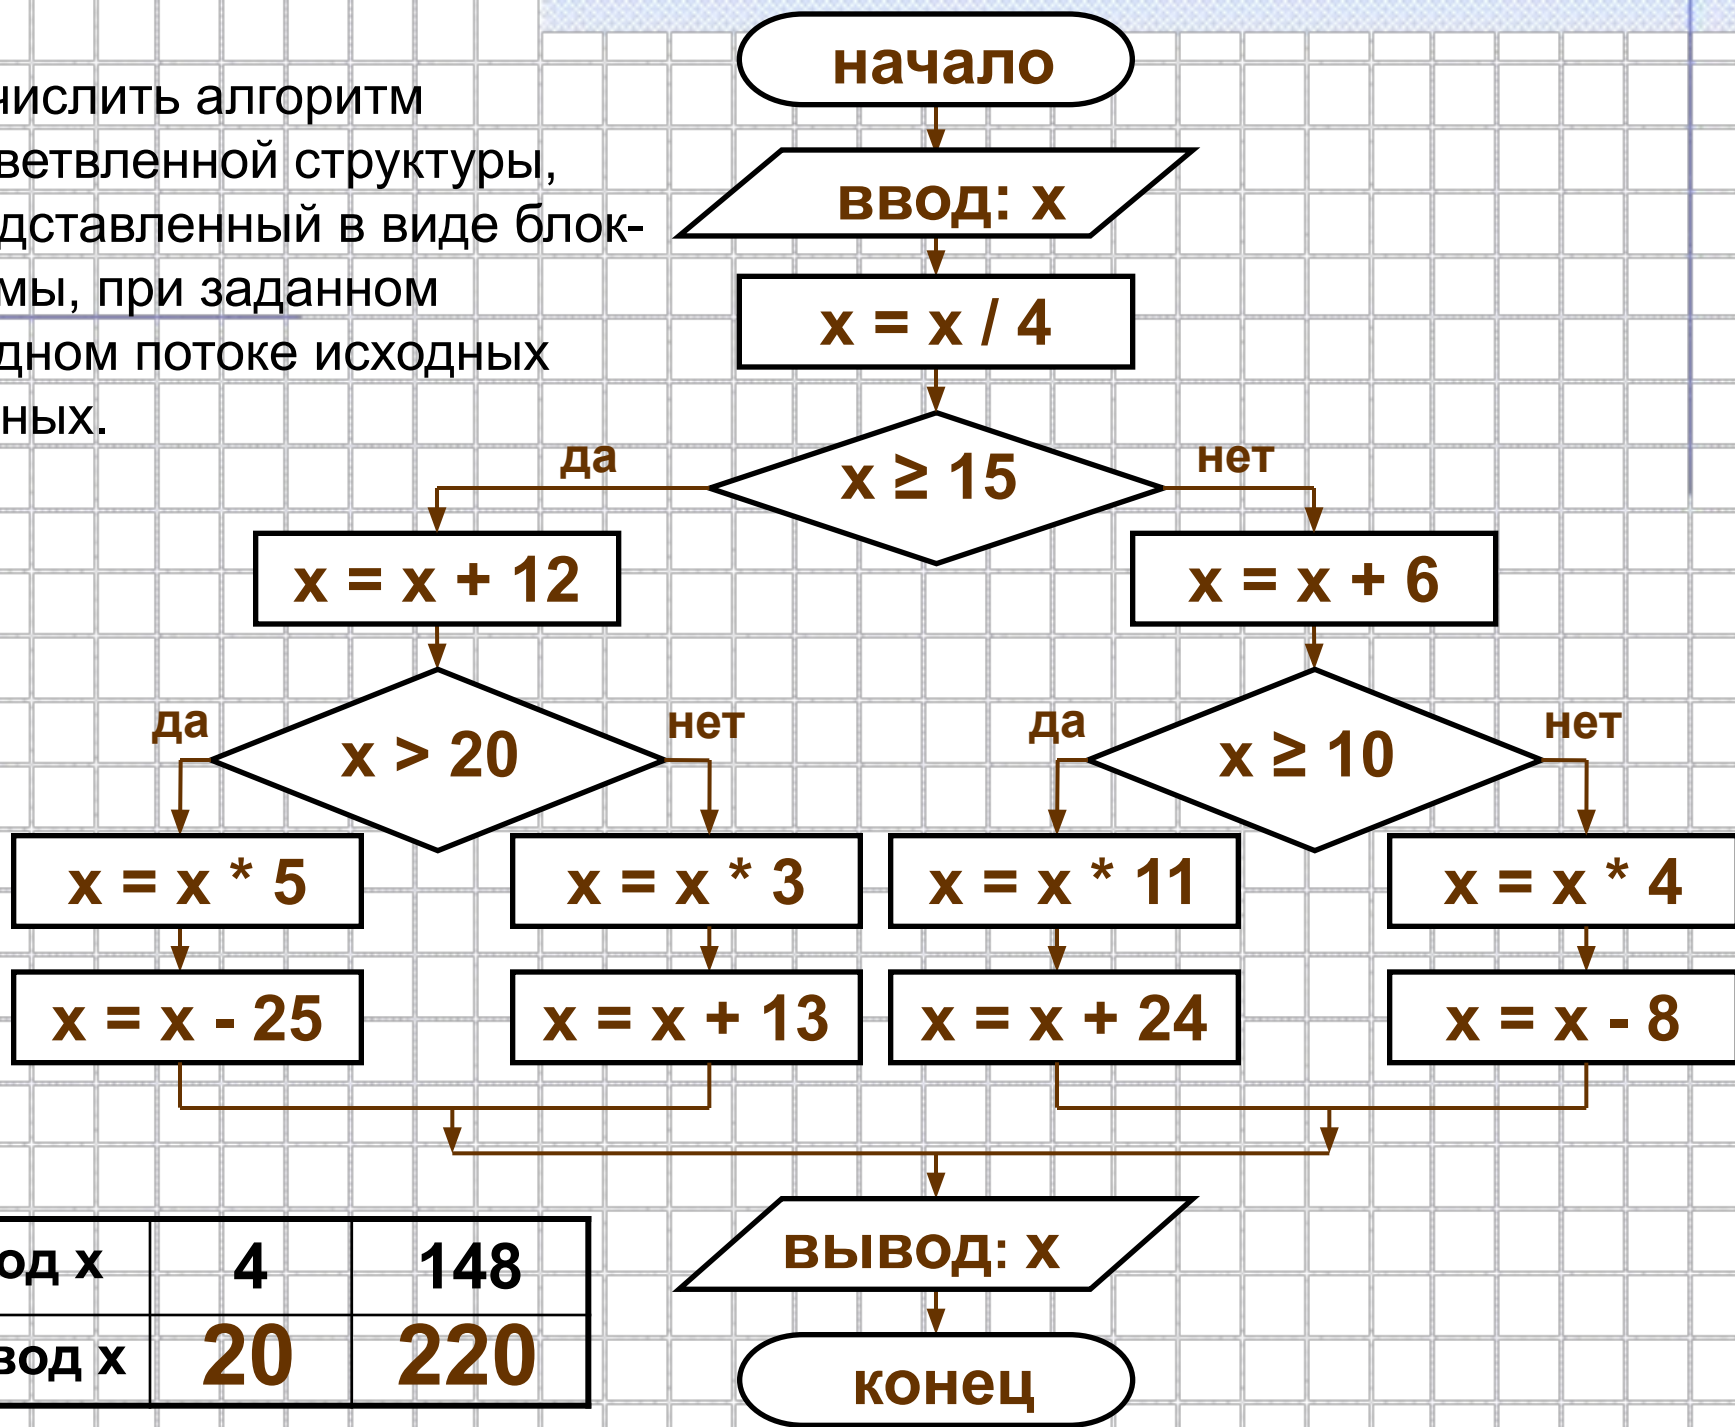 начало
числить алгоритм
ветвленной структуры,
дставленный в виде блок-
мы, при заданном
дном потоке исходных
ных.
ввод: x
x = x / 4
x ≥ 15
да
нет
x = x + 12
x = x + 6
x > 20
да
нет
x ≥ 10
да
нет
x = x * 5
x = x * 3
x = x * 11
x = x * 4
x = x - 25
x = x + 13
x = x + 24
x = x - 8
вывод: x
од x 4 148
вод x 20 220
конец